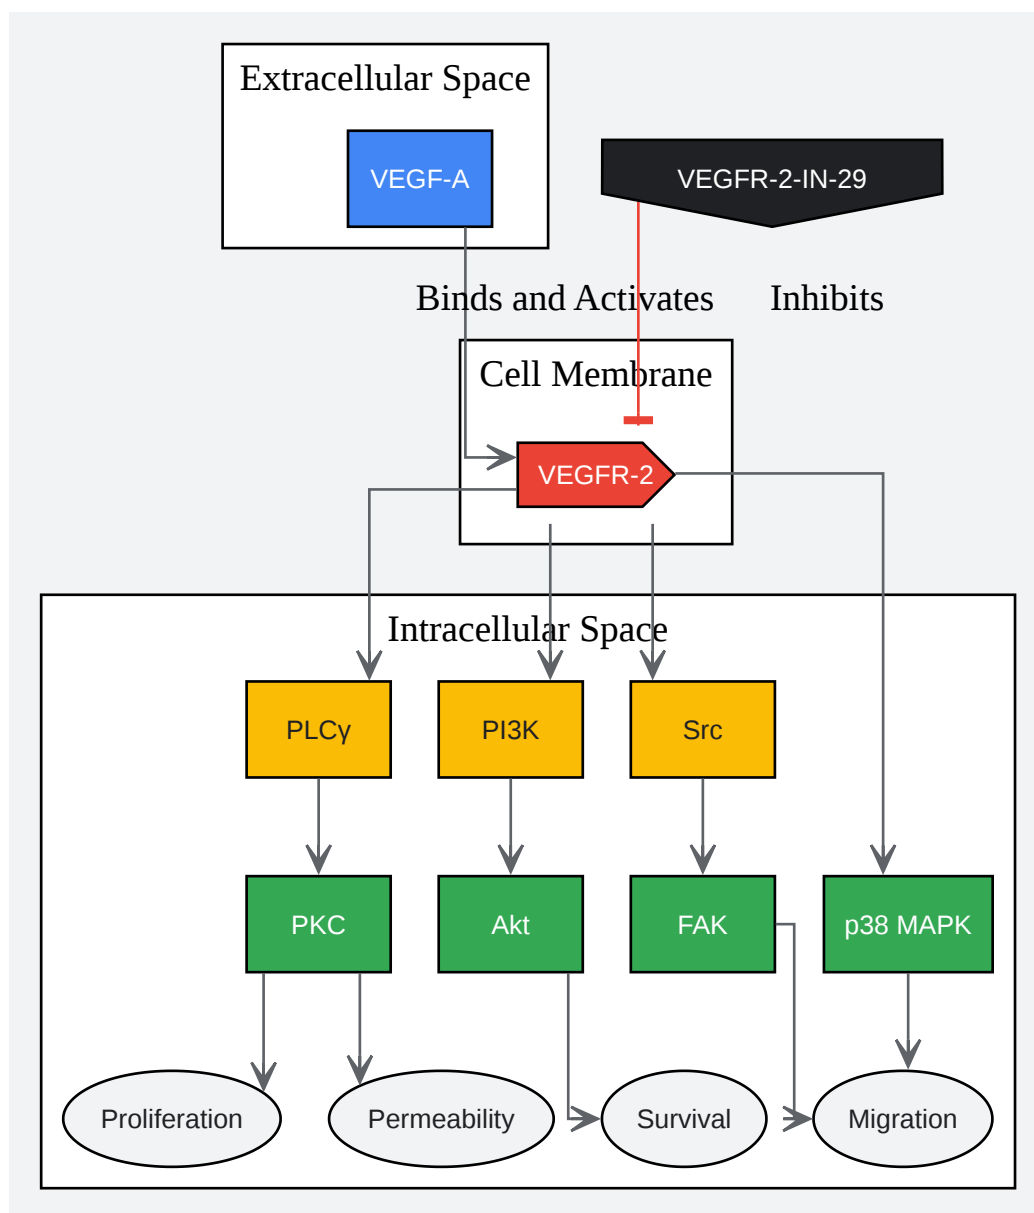 Extracellular Space
VEGF-A
VEGFR-2-IN-29
Binds and Activates
Inhibits
Cell Membrane
VEGFR-2
Intracellular Space
PLCγ
PI3K
Src
PKC
Akt
FAK
p38 MAPK
Proliferation
Permeability
Survival
Migration